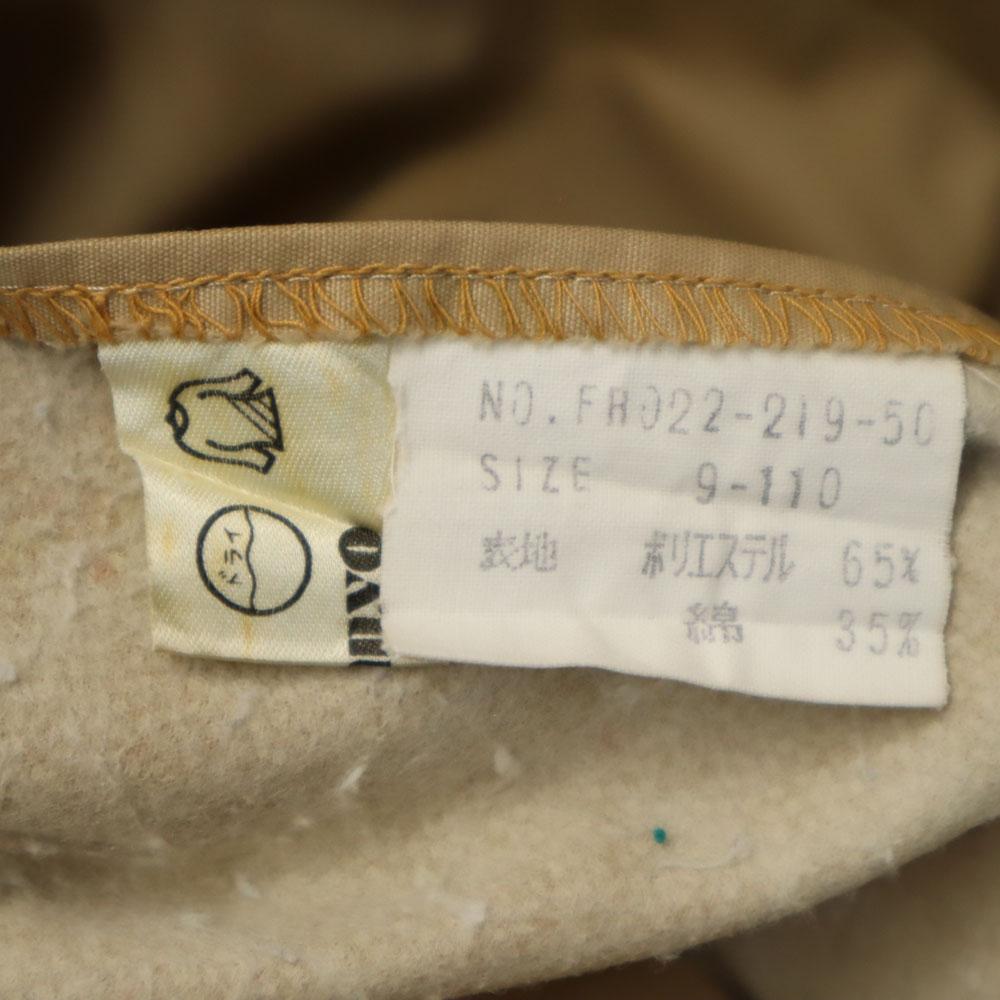 NO.FH022-219-50
SIZE 9-110
表地 ポリエステル 65%
綿 35%
ドライ